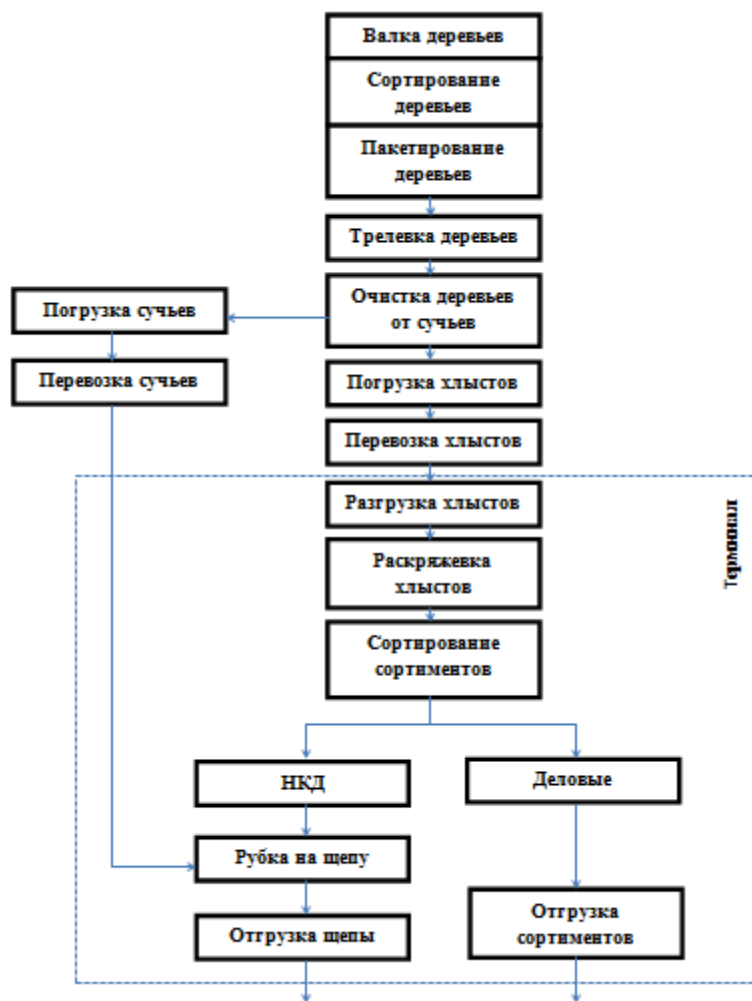 Валка деревьев
Сортирование
деревьев
Пакетирование
деревьев
Трелевка деревьев
Очистка деревьев
от сучьев
Погрузка сучьев
Перевозка сучьев
Погрузка хлыстов
Перевозка хлыстов
Терминал
Разгрузка хлыстов
Раскряжевка
хлыстов
Сортирование
сортиментов
НКД
Деловые
Рубка на щепу
Отгрузка щепы
Отгрузка
сортиментов